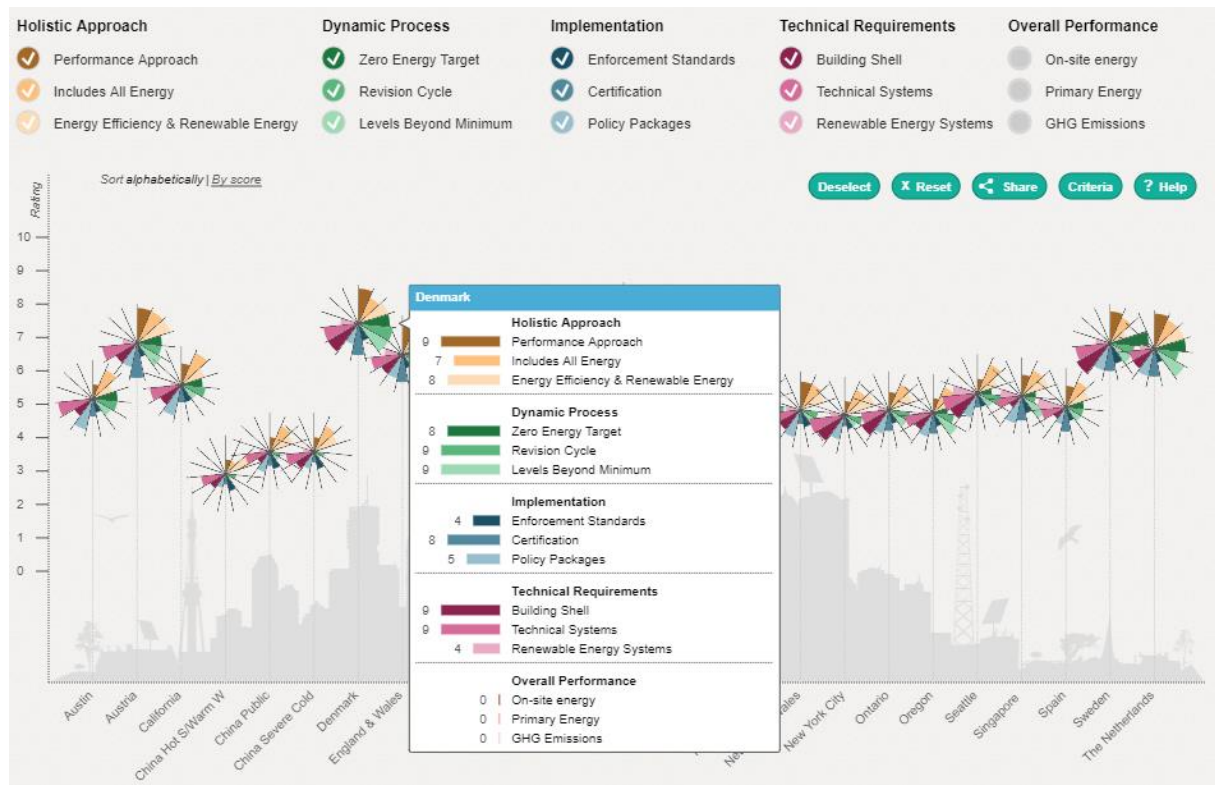 Holistic Approach
Dynamic Process
Implementation
Technical Requirements
Overall Performance
Performance Approach
Zero Energy Target
Enforcement Standards
Building Shell
On-site energy
Includes All Energy
Revision Cycle
Certification
Technical Systems
Primary Energy
Energy Efficiency & Renewable Energy
Levels Beyond Minimum
Policy Packages
Renewable Energy Systems
GHG Emissions
Sort alphabetically | By score
Deselect
X Reset
Share
Criteria
? Help
Rating
10
9
8
7
6
5
4
3
2
1
0
Denmark
Holistic Approach
9 Performance Approach
7 Includes All Energy
8 Energy Efficiency & Renewable Energy
Dynamic Process
8 Zero Energy Target
9 Revision Cycle
9 Levels Beyond Minimum
Implementation
4 Enforcement Standards
8 Certification
5 Policy Packages
Technical Requirements
9 Building Shell
9 Technical Systems
4 Renewable Energy Systems
Overall Performance
0 On-site energy
0 Primary Energy
0 GHG Emissions
Austin
Austria
California
China Hot S/Warm W
China Public
China Severe Cold
Denmark
England & Wales
New York City
Ontario
Oregon
Seattle
Singapore
Spain
Sweden
The Netherlands